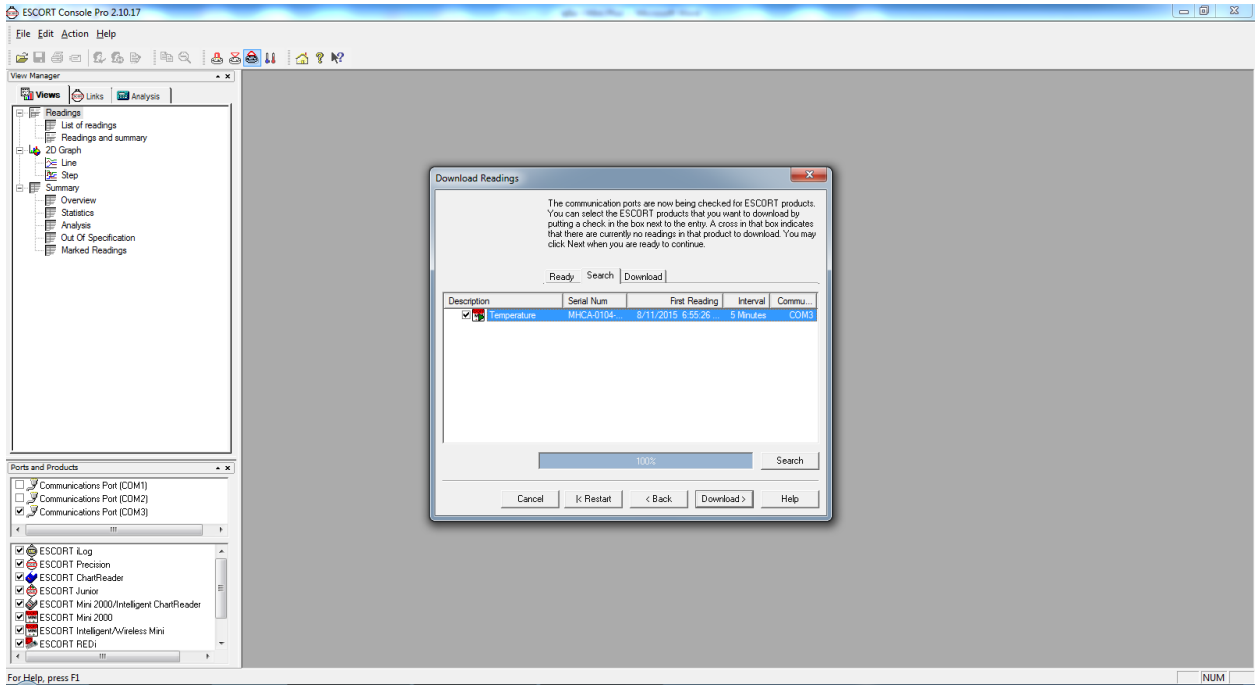 ESCORT Console Pro 2.10.17
File Edit Action Help
View Manager
Views Links Analysis
Readings
List of readings
Readings and summary
2D Graph
Line
Step
Summary
Overview
Statistics
Analysis
Out Of Specification
Marked Readings
Ports and Products
Communications Port (COM1)
Communications Port (COM2)
Communications Port (COM3)
ESCORT iLog
ESCORT Precision
ESCORT ChartReader
ESCORT Junior
ESCORT Mini 2000/Intelligent ChartReader
ESCORT Mini 2000
ESCORT Intelligent/Wireless Mini
ESCORT REDi
Download Readings
The communication ports are now being checked for ESCORT products.
You can select the ESCORT products that you want to download by
putting a check in the box next to the entry. A cross in that box indicates
that there are currently no readings in that product to download. You may
click Next when you are ready to continue.
Ready Search Download
Description Serial Num First Reading Interval Commu...
Temperature MHCA-0104-... 8/11/2015 6:55:26 ... 5 Minutes COM3
100% Search
Cancel |< Restart < Back Download > Help
For Help, press F1
NUM